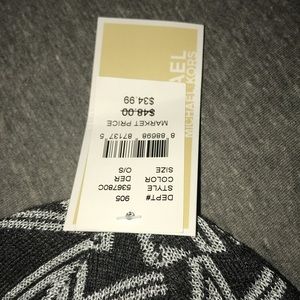 AEL
MICHAEL KORS
DEPT# 905
STYLE 536780C
COLOR DER
SIZE O/S
8 88698 87137 5
MARKET PRICE
$48.00
$34.99